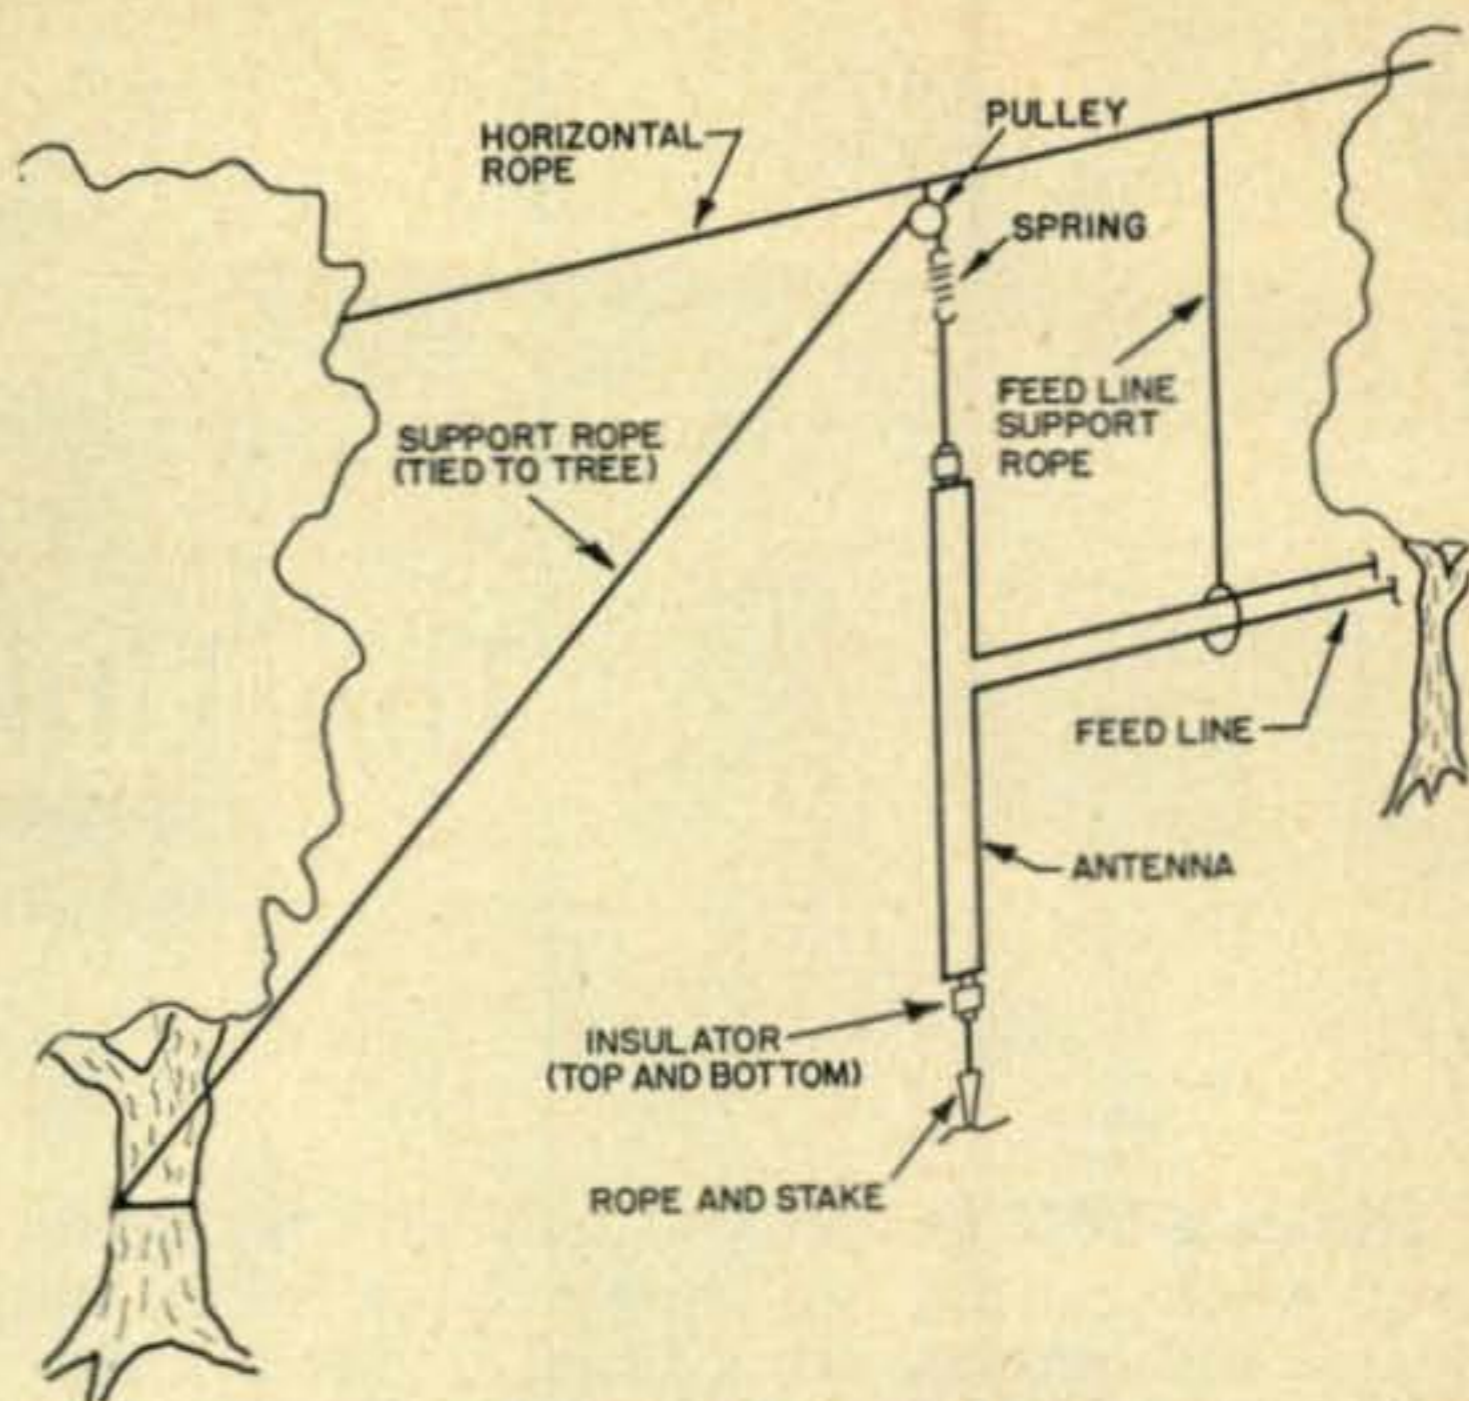 HORIZONTAL
ROPE
PULLEY
SPRING
FEED LINE
SUPPORT
ROPE
SUPPORT ROPE
(TIED TO TREE)
FEED LINE
ANTENNA
INSULATOR
(TOP AND BOTTOM)
ROPE AND STAKE